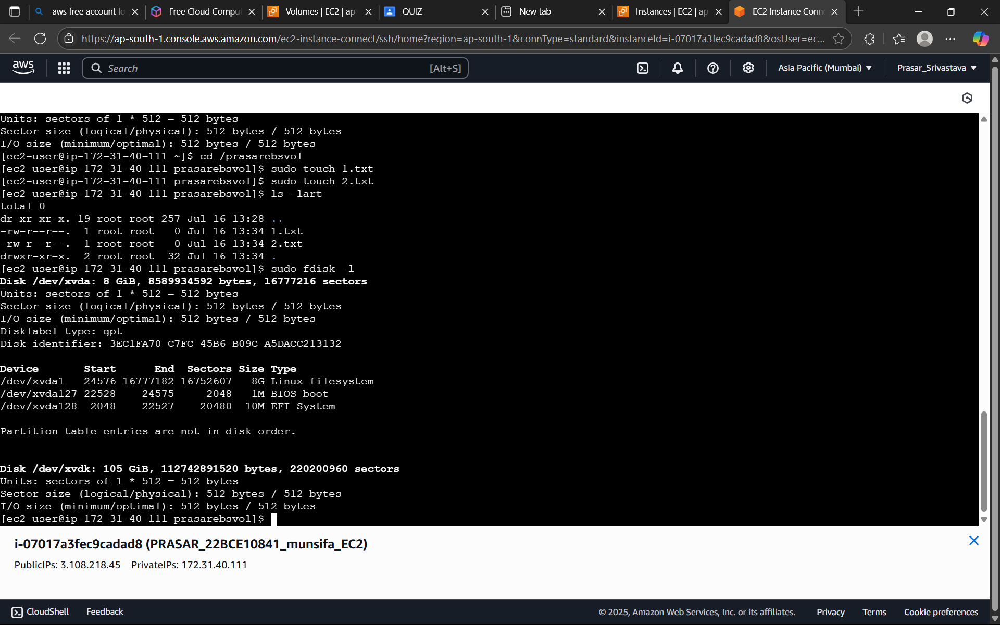 aws free account lo
Free Cloud Comput
Volumes | EC2 | ap-
QUIZ
New tab
Instances | EC2 | ap
EC2 Instance Conn
https://ap-south-1.console.aws.amazon.com/ec2-instance-connect/ssh/home?region=ap-south-1&connType=standard&instanceId=i-07017a3fec9cadad8&osUser=ec...
aws
Search
[Alt+S]
Asia Pacific (Mumbai)
Prasar_Srivastava
Units: sectors of 1 * 512 = 512 bytes
Sector size (logical/physical): 512 bytes / 512 bytes
I/O size (minimum/optimal): 512 bytes / 512 bytes
[ec2-user@ip-172-31-40-111 ~]$ cd /prasarebsvol
[ec2-user@ip-172-31-40-111 prasarebsvol]$ sudo touch 1.txt
[ec2-user@ip-172-31-40-111 prasarebsvol]$ sudo touch 2.txt
[ec2-user@ip-172-31-40-111 prasarebsvol]$ ls -lart
total 0
dr-xr-xr-x. 19 root root 257 Jul 16 13:28 ..
-rw-r--r--.  1 root root   0 Jul 16 13:34 1.txt
-rw-r--r--.  1 root root   0 Jul 16 13:34 2.txt
drwxr-xr-x.  2 root root  32 Jul 16 13:34 .
[ec2-user@ip-172-31-40-111 prasarebsvol]$ sudo fdisk -l
Disk /dev/xvda: 8 GiB, 8589934592 bytes, 16777216 sectors
Units: sectors of 1 * 512 = 512 bytes
Sector size (logical/physical): 512 bytes / 512 bytes
I/O size (minimum/optimal): 512 bytes / 512 bytes
Disklabel type: gpt
Disk identifier: 3EC1FA70-C7FC-45B6-B09C-A5DACC213132
Device       Start      End  Sectors Size Type
/dev/xvda1   24576 16777182 16752607   8G Linux filesystem
/dev/xvda127 22528    24575     2048   1M BIOS boot
/dev/xvda128  2048    22527    20480  10M EFI System
Partition table entries are not in disk order.
Disk /dev/xvdk: 105 GiB, 112742891520 bytes, 220200960 sectors
Units: sectors of 1 * 512 = 512 bytes
Sector size (logical/physical): 512 bytes / 512 bytes
I/O size (minimum/optimal): 512 bytes / 512 bytes
[ec2-user@ip-172-31-40-111 prasarebsvol]$
i-07017a3fec9cadad8 (PRASAR_22BCE10841_munsifa_EC2)
PublicIPs: 3.108.218.45 PrivateIPs: 172.31.40.111
CloudShell Feedback
© 2025, Amazon Web Services, Inc. or its affiliates. Privacy Terms Cookie preferences